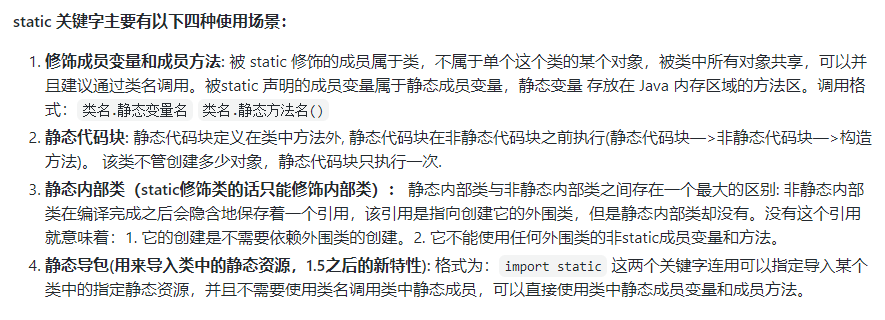 static 关键字主要有以下四种使用场景：
1. 修饰成员变量和成员方法: 被 static 修饰的成员属于类，不属于单个这个类的某个对象，被类中所有对象共享，可以并
且建议通过类名调用。被static 声明的成员变量属于静态成员变量，静态变量 存放在 Java 内存区域的方法区。调用格
式：类名.静态变量名 类名.静态方法名()
2. 静态代码块: 静态代码块定义在类中方法外, 静态代码块在非静态代码块之前执行(静态代码块—>非静态代码块—>构造
方法)。 该类不管创建多少对象，静态代码块只执行一次.
3. 静态内部类（static修饰类的话只能修饰内部类）： 静态内部类与非静态内部类之间存在一个最大的区别: 非静态内部
类在编译完成之后会隐含地保存着一个引用，该引用是指向创建它的外围类，但是静态内部类却没有。没有这个引用
就意味着：1. 它的创建是不需要依赖外围类的创建。2. 它不能使用任何外围类的非static成员变量和方法。
4. 静态导包(用来导入类中的静态资源，1.5之后的新特性): 格式为：import static 这两个关键字连用可以指定导入某个
类中的指定静态资源，并且不需要使用类名调用类中静态成员，可以直接使用类中静态成员变量和成员方法。